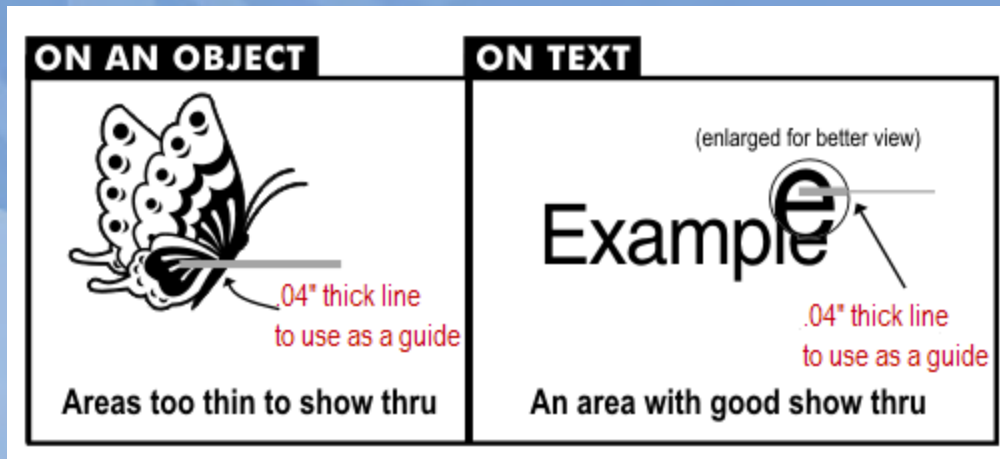 ON AN OBJECT
.04" thick line
to use as a guide
Areas too thin to show thru
ON TEXT
(enlarged for better view)
e
Example
.04" thick line
to use as a guide
An area with good show thru